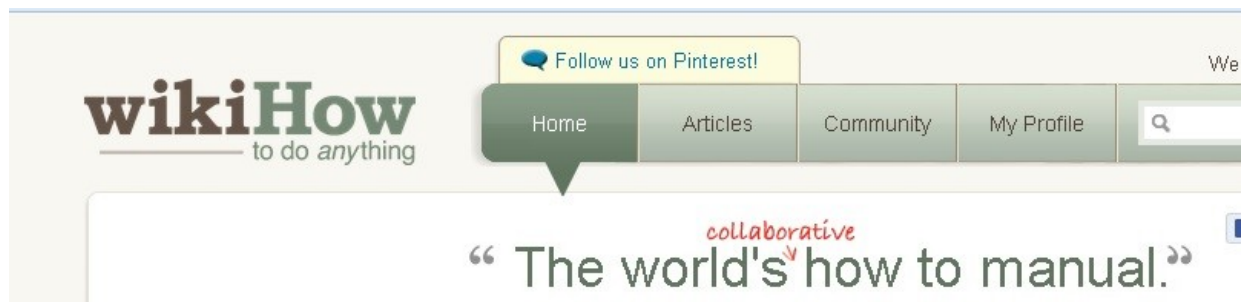 Follow us on Pinterest!
We
wikiHow
to do anything
Home
Articles
Community
My Profile
collaborative
“ The world's how to manual.”